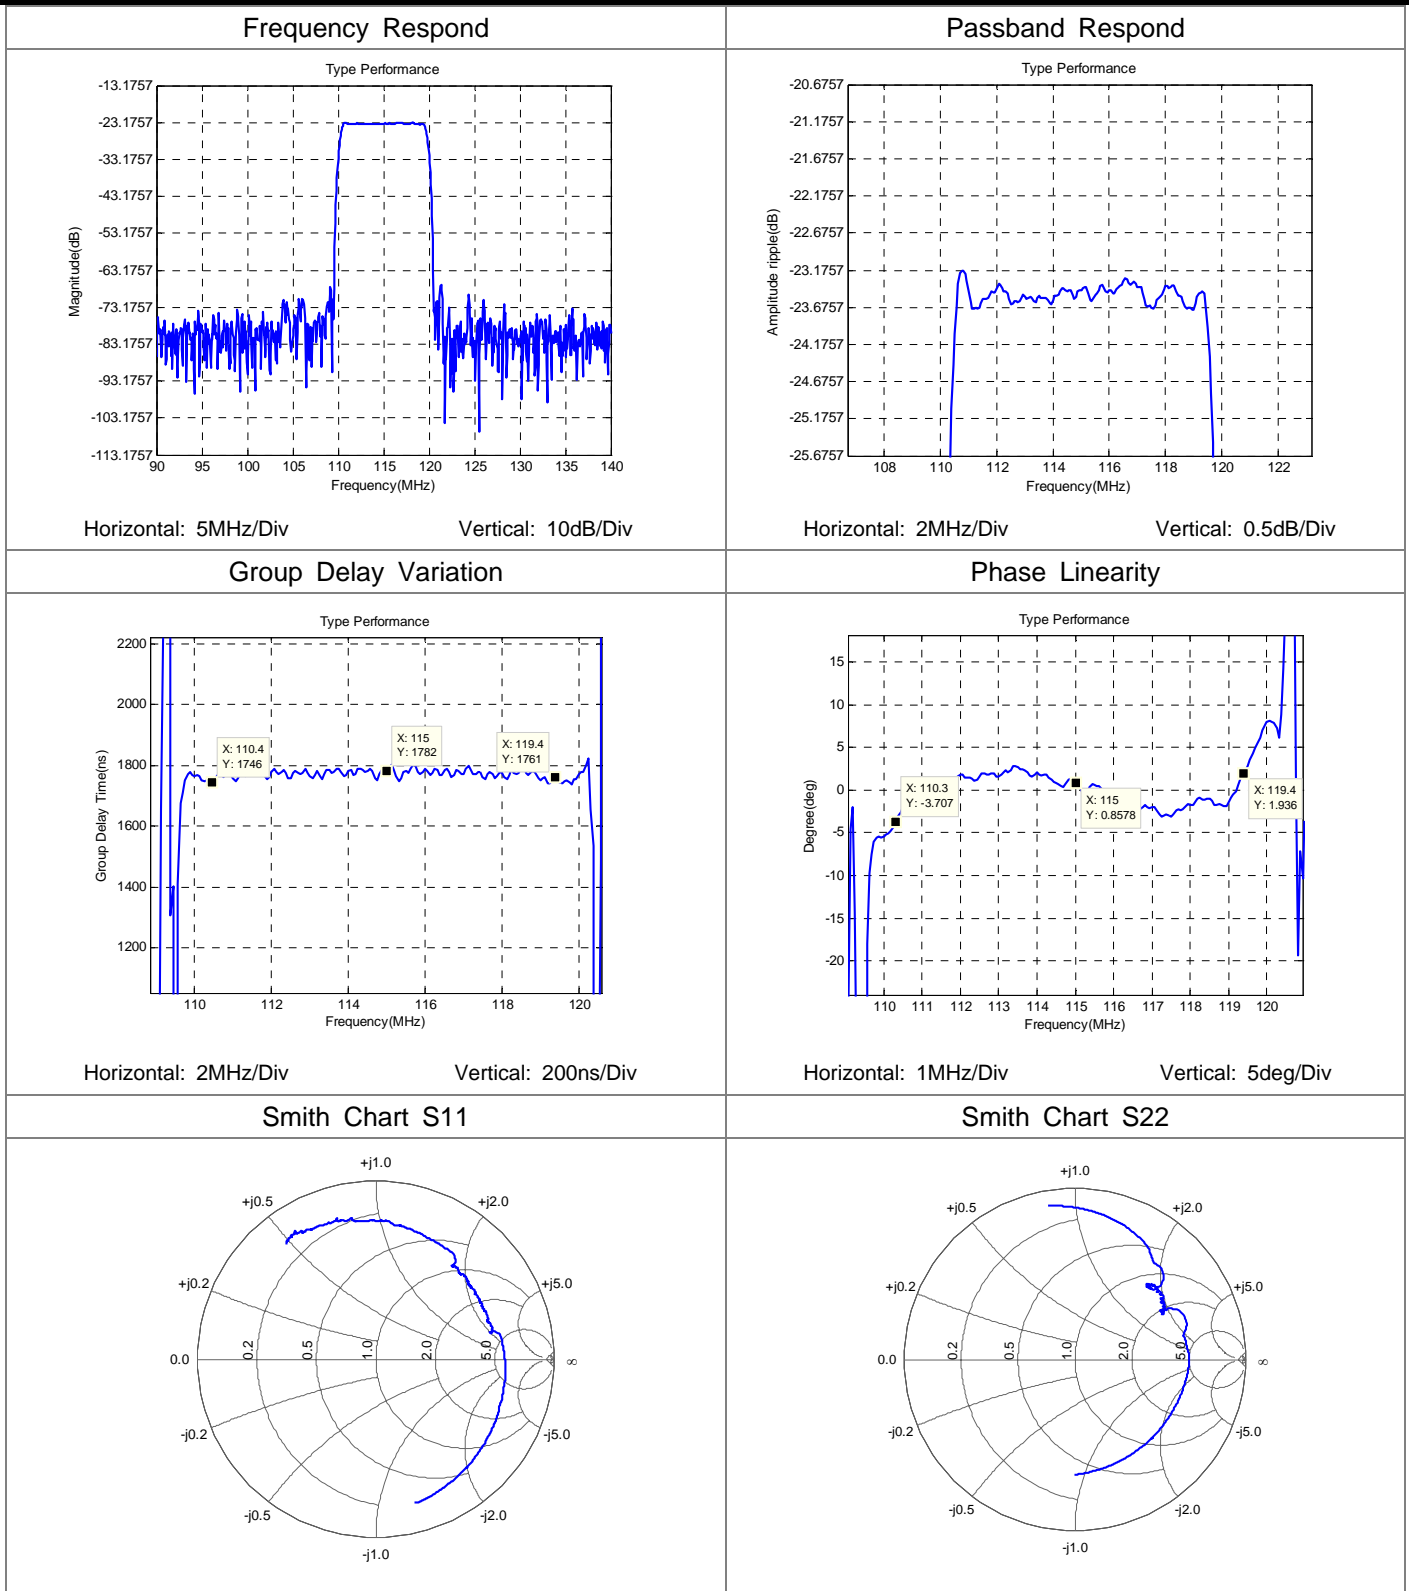 Frequency Respond
Passband Respond
Type Performance
-13.1757
-23.1757
-33.1757
-43.1757
-53.1757
-63.1757
-73.1757
-83.1757
-93.1757
-103.1757
-113.1757
Magnitude(dB)
90 95 100 105 110 115 120 125 130 135 140
Frequency(MHz)
Horizontal: 5MHz/Div Vertical: 10dB/Div
Type Performance
-20.6757
-21.1757
-21.6757
-22.1757
-22.6757
-23.1757
-23.6757
-24.1757
-24.6757
-25.1757
-25.6757
Amplitude ripple(dB)
108 110 112 114 116 118 120 122
Frequency(MHz)
Horizontal: 2MHz/Div Vertical: 0.5dB/Div
Group Delay Variation
Phase Linearity
Type Performance
2200
2000
1800
1600
1400
1200
Group Delay Time(ns)
X: 110.4
Y: 1746
X: 115
Y: 1782
X: 119.4
Y: 1761
110 112 114 116 118 120
Frequency(MHz)
Horizontal: 2MHz/Div Vertical: 200ns/Div
Type Performance
15
10
5
0
-5
-10
-15
-20
Degree(deg)
X: 110.3
Y: -3.707
X: 115
Y: 0.8578
X: 119.4
Y: 1.936
110 111 112 113 114 115 116 117 118 119 120
Frequency(MHz)
Horizontal: 1MHz/Div Vertical: 5deg/Div
Smith Chart S11
Smith Chart S22
+j1.0
+j0.5
+j2.0
+j0.2
+j5.0
0.0
0.2
0.5
1.0
2.0
5.0
∞
-j0.2
-j5.0
-j0.5
-j2.0
-j1.0
+j1.0
+j0.5
+j2.0
+j0.2
+j5.0
0.0
0.2
0.5
1.0
2.0
5.0
∞
-j0.2
-j5.0
-j0.5
-j2.0
-j1.0